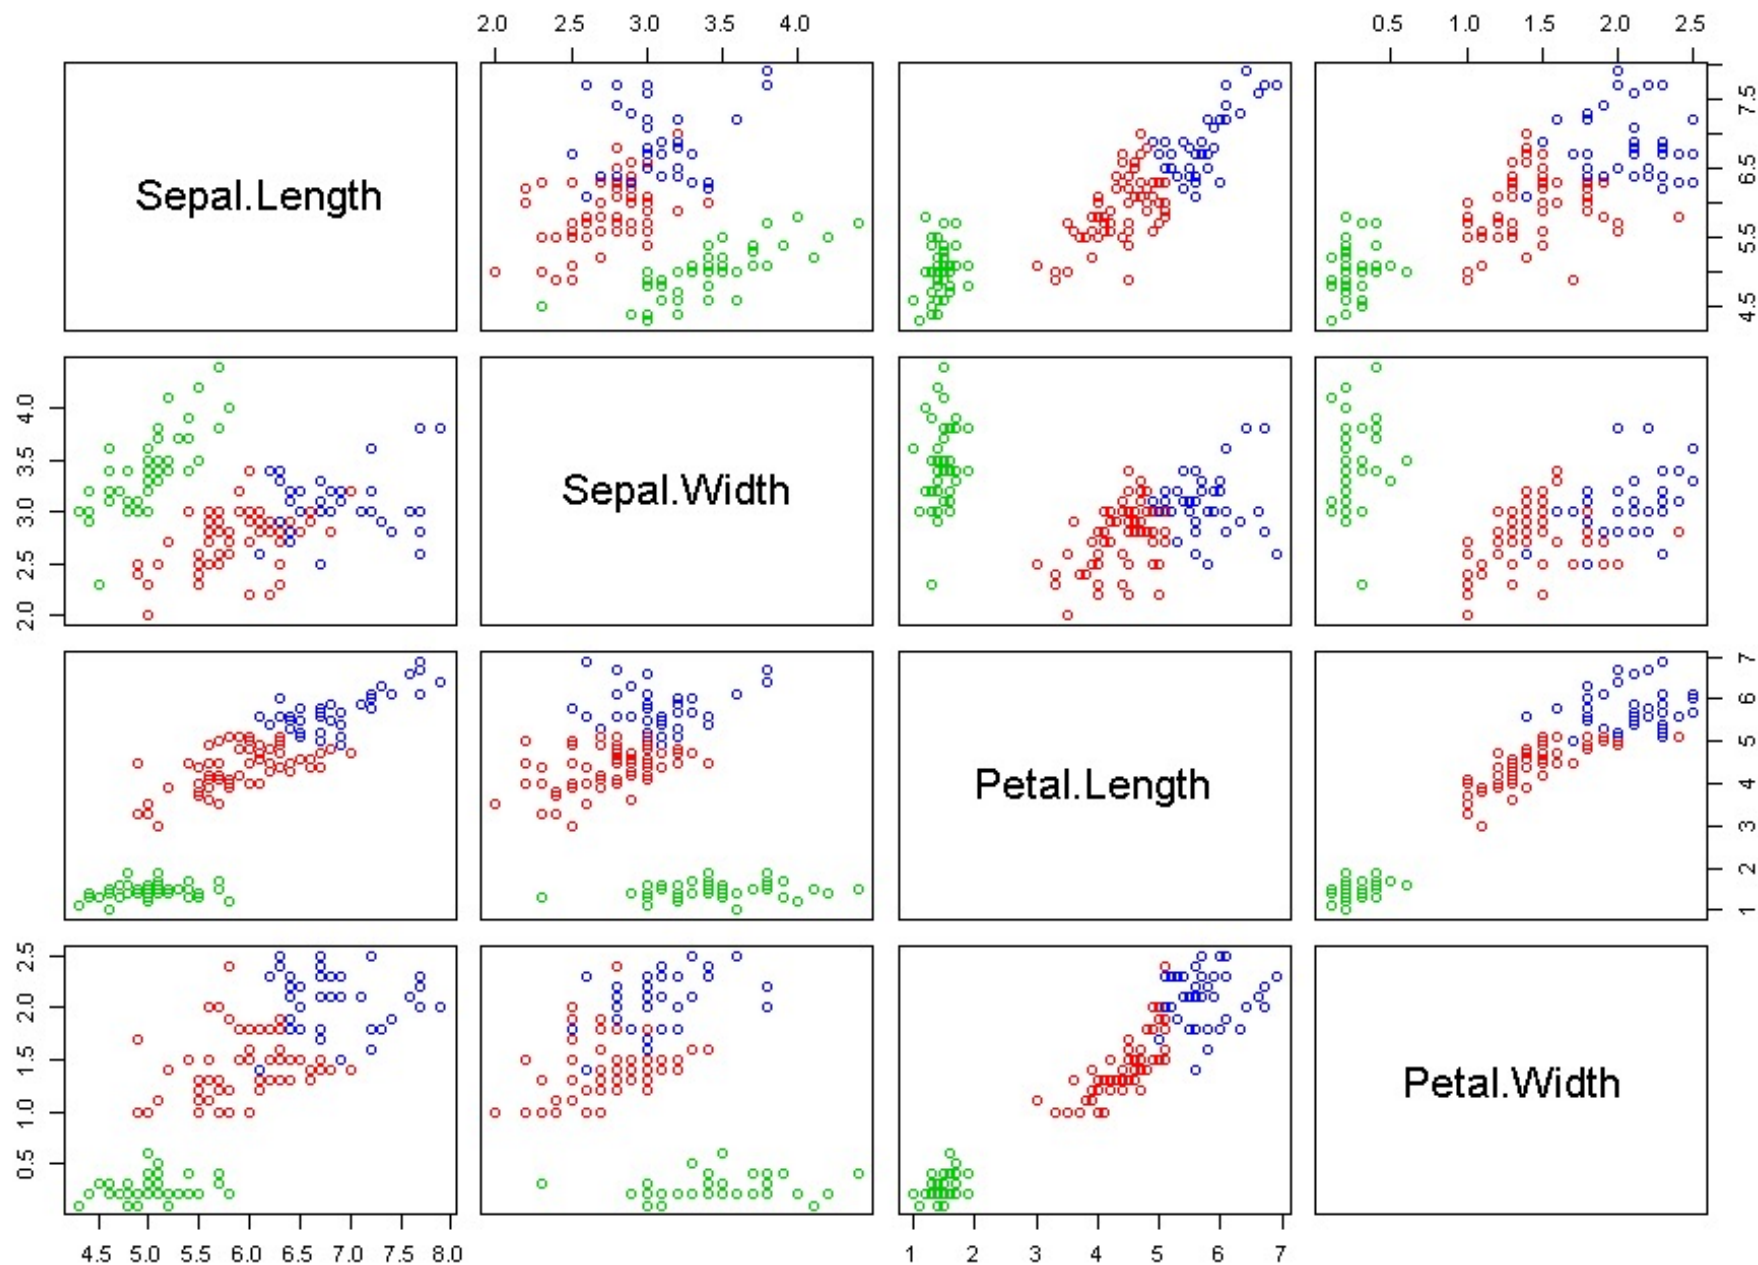 2.0 2.5 3.0 3.5 4.0 0.5 1.0 1.5 2.0 2.5
Sepal.Length
4.5 5.5 6.5 7.5
2.0 2.5 3.0 3.5 4.0
Sepal.Width
Petal.Length
1 2 3 4 5 6 7
0.5 1.0 1.5 2.0 2.5
Petal.Width
4.5 5.0 5.5 6.0 6.5 7.0 7.5 8.0 1 2 3 4 5 6 7